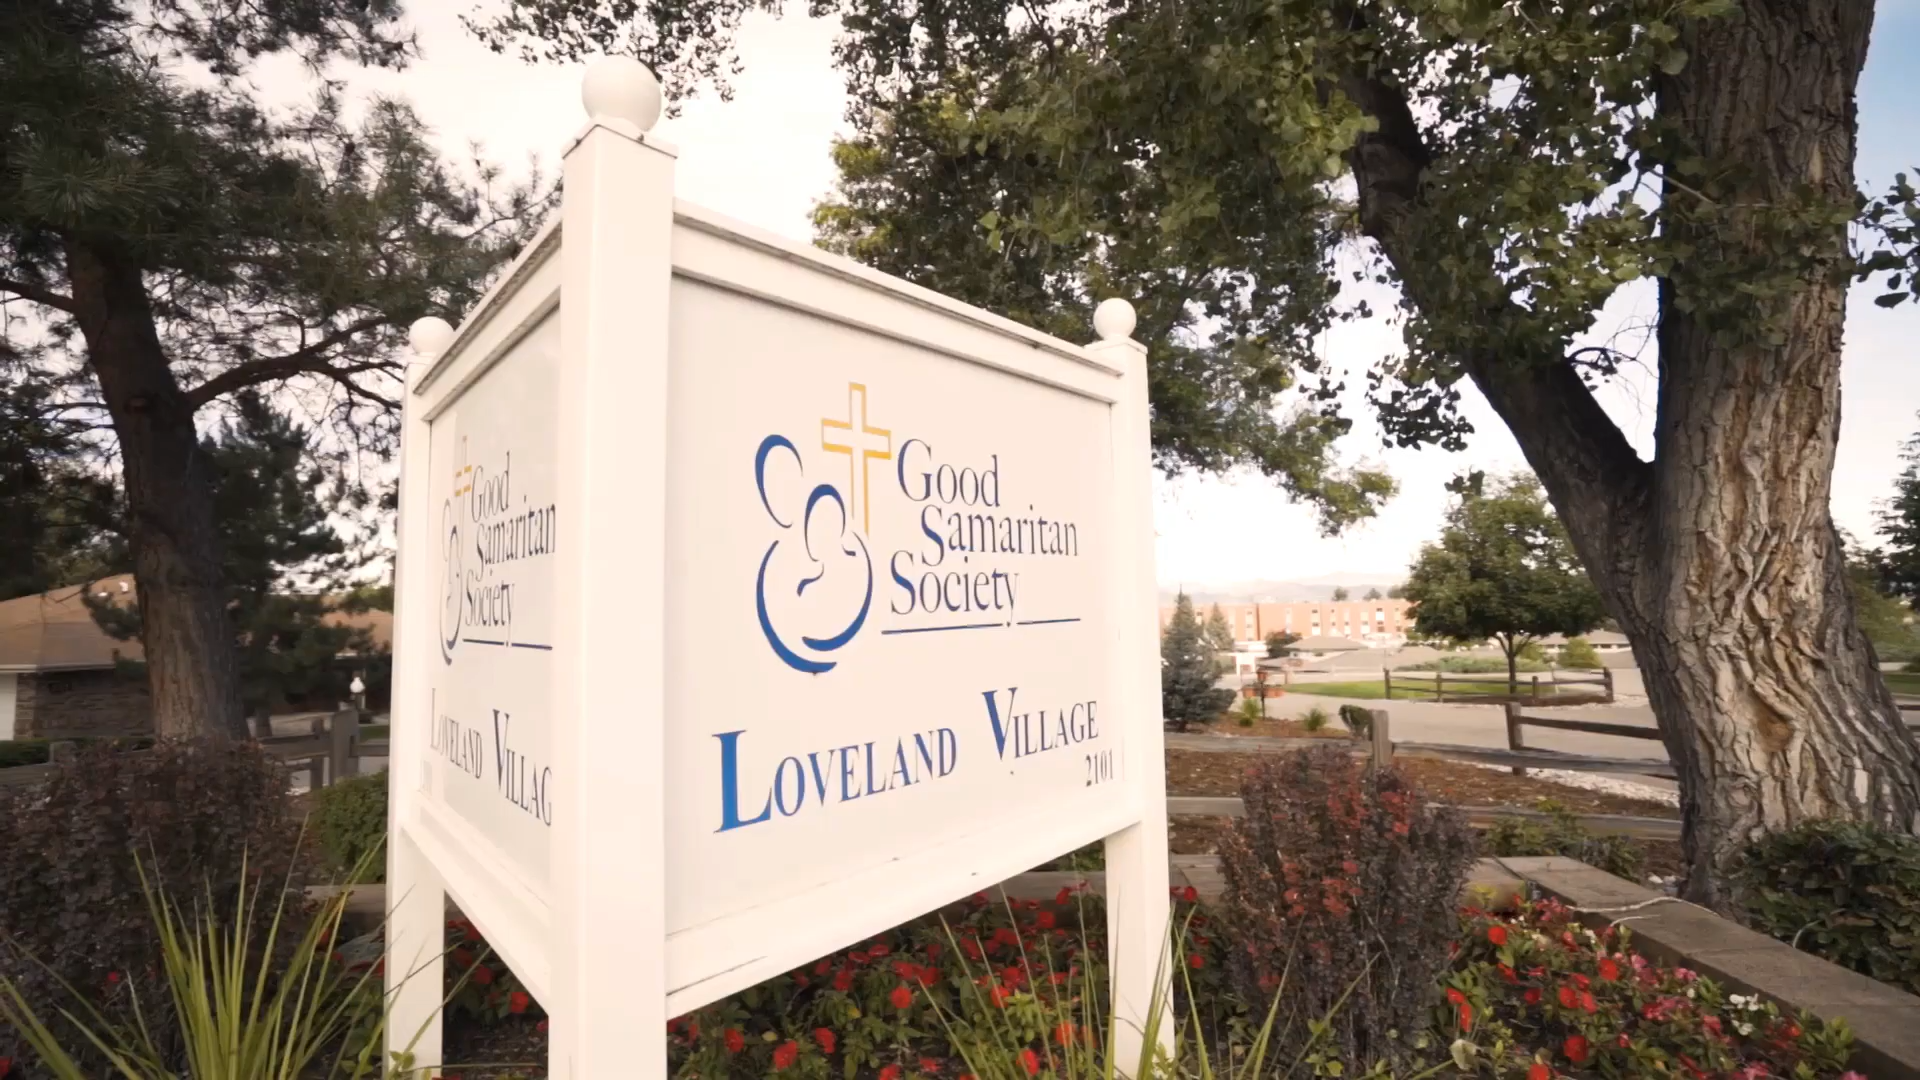 Good
Samaritan
Society
LOVELAND VILLAGE
2101
Good
Samaritan
Society
LOVELAND VILLAG